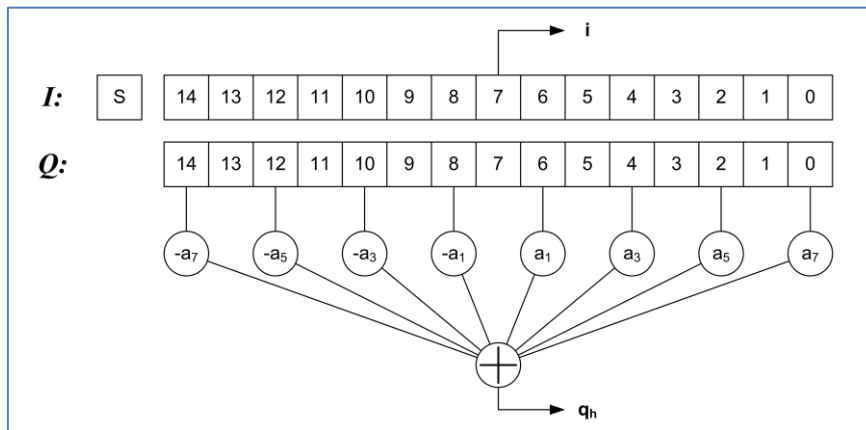 i
I: S 14 13 12 11 10 9 8 7 6 5 4 3 2 1 0
Q: 14 13 12 11 10 9 8 7 6 5 4 3 2 1 0
-a₇ -a₅ -a₃ -a₁ a₁ a₃ a₅ a₇
qₕ